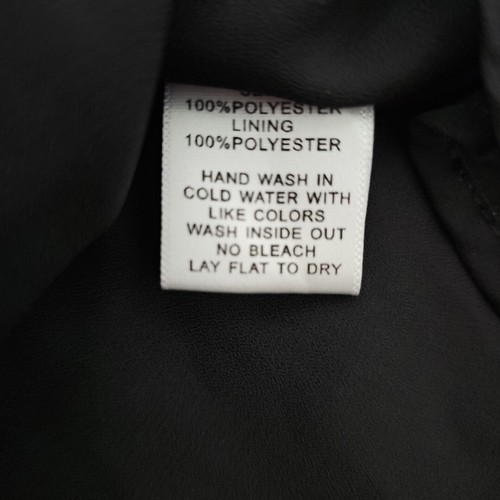 100%POLYESTER
LINING
100%POLYESTER
HAND WASH IN
COLD WATER WITH
LIKE COLORS
WASH INSIDE OUT
NO BLEACH
LAY FLAT TO DRY